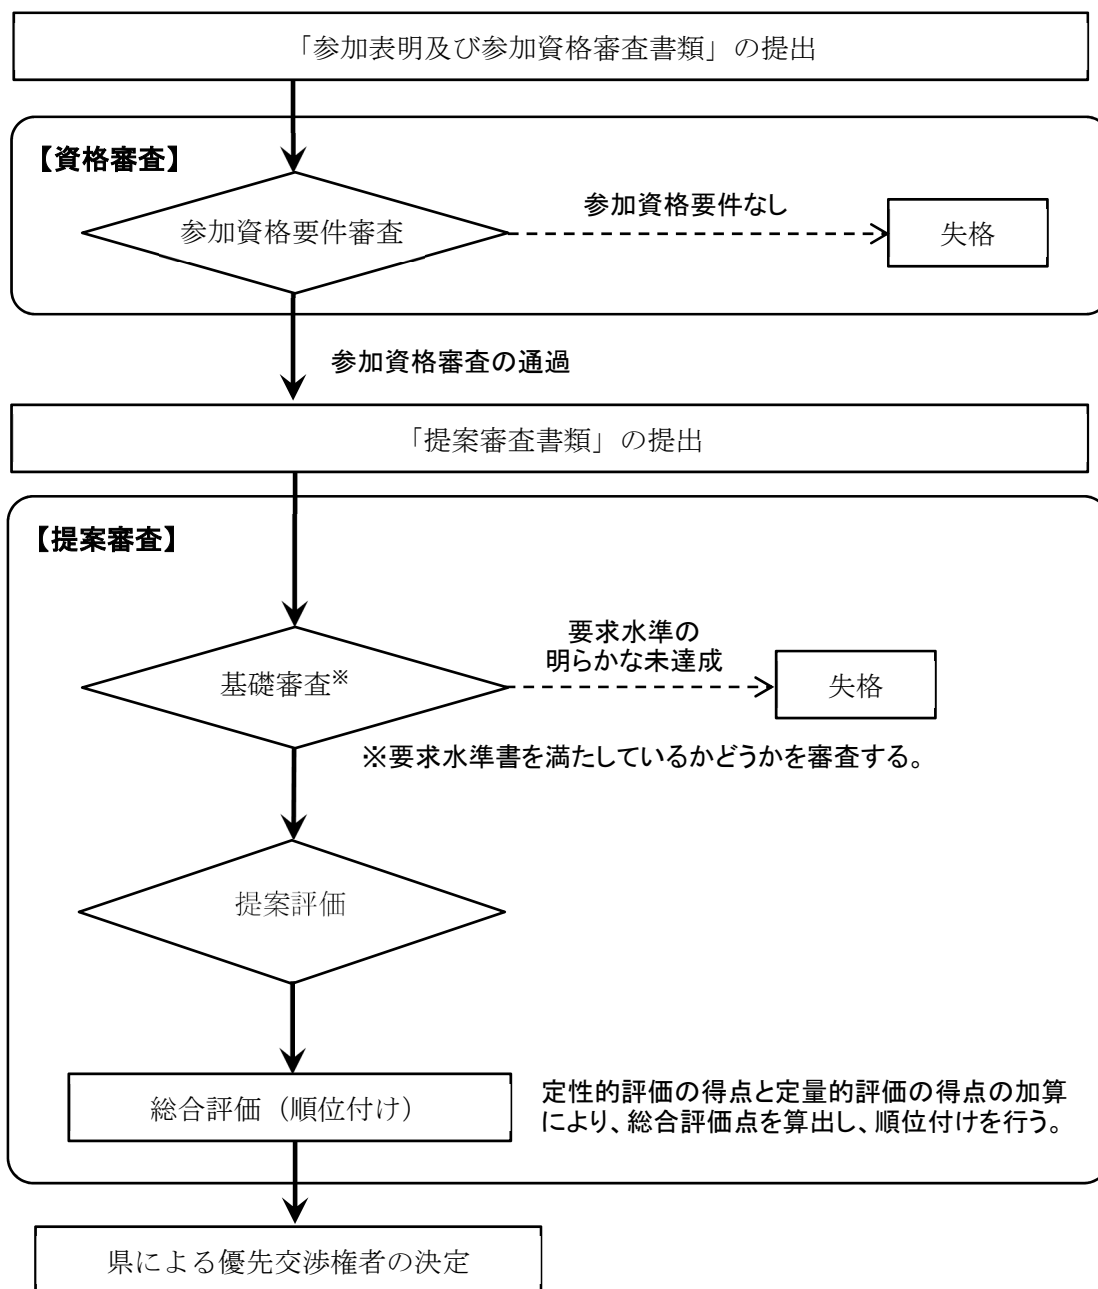 「参加表明及び参加資格審査書類」の提出
【資格審査】
参加資格要件審査
参加資格要件なし
失格
参加資格審査の通過
「提案審査書類」の提出
【提案審査】
基礎審査※
要求水準の
明らかな未達成
失格
※要求水準書を満たしているかどうかを審査する。
提案評価
総合評価（順位付け）
定性的評価の得点と定量的評価の得点の加算
により、総合評価点を算出し、順位付けを行う。
県による優先交渉権者の決定